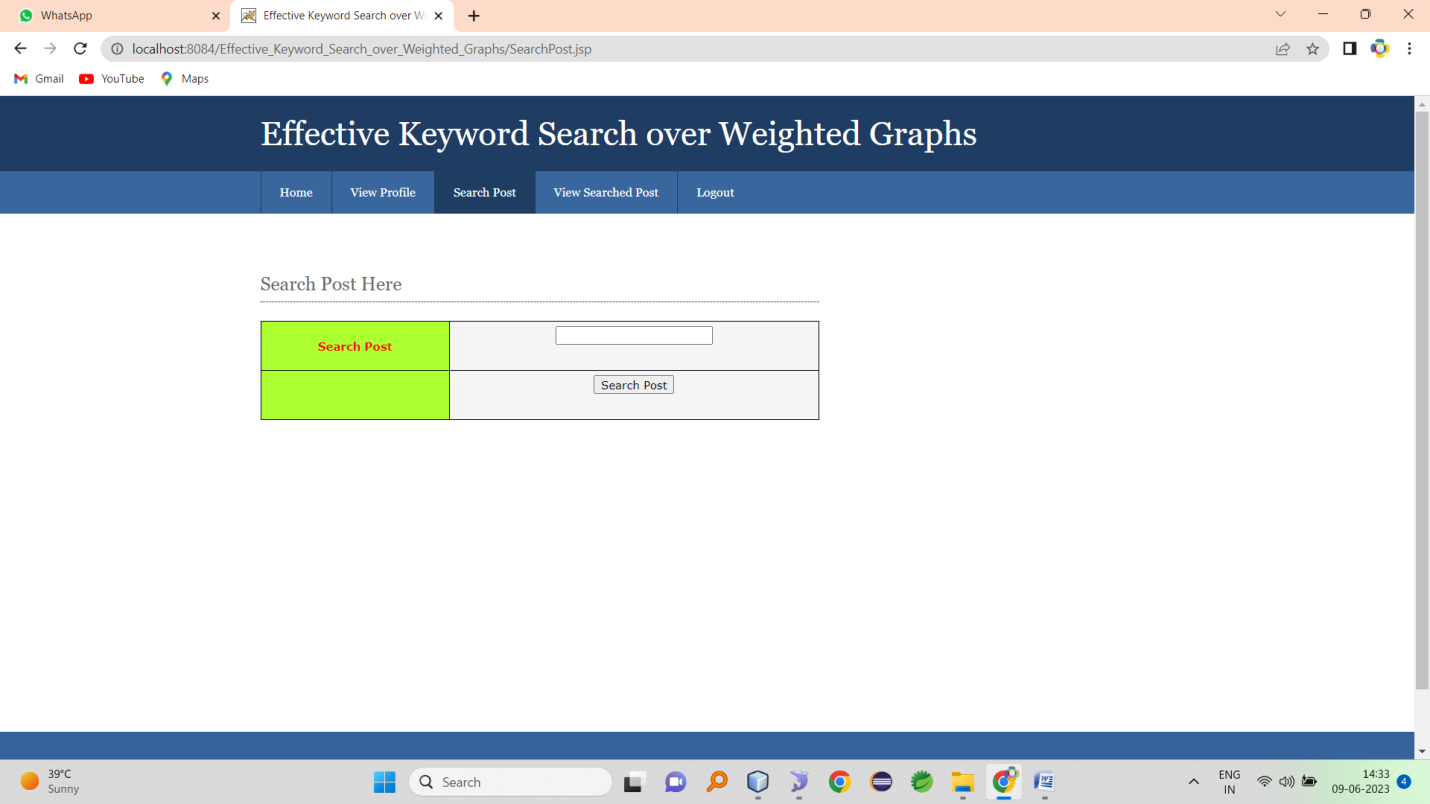 WhatsApp
Effective Keyword Search over W
localhost:8084/Effective_Keyword_Search_over_Weighted_Graphs/SearchPost.jsp
Gmail YouTube Maps
Effective Keyword Search over Weighted Graphs
Home View Profile Search Post View Searched Post Logout
Search Post Here
Search Post
Search Post
39°C
Sunny
Search
ENG
IN
14:33
09-06-2023
4